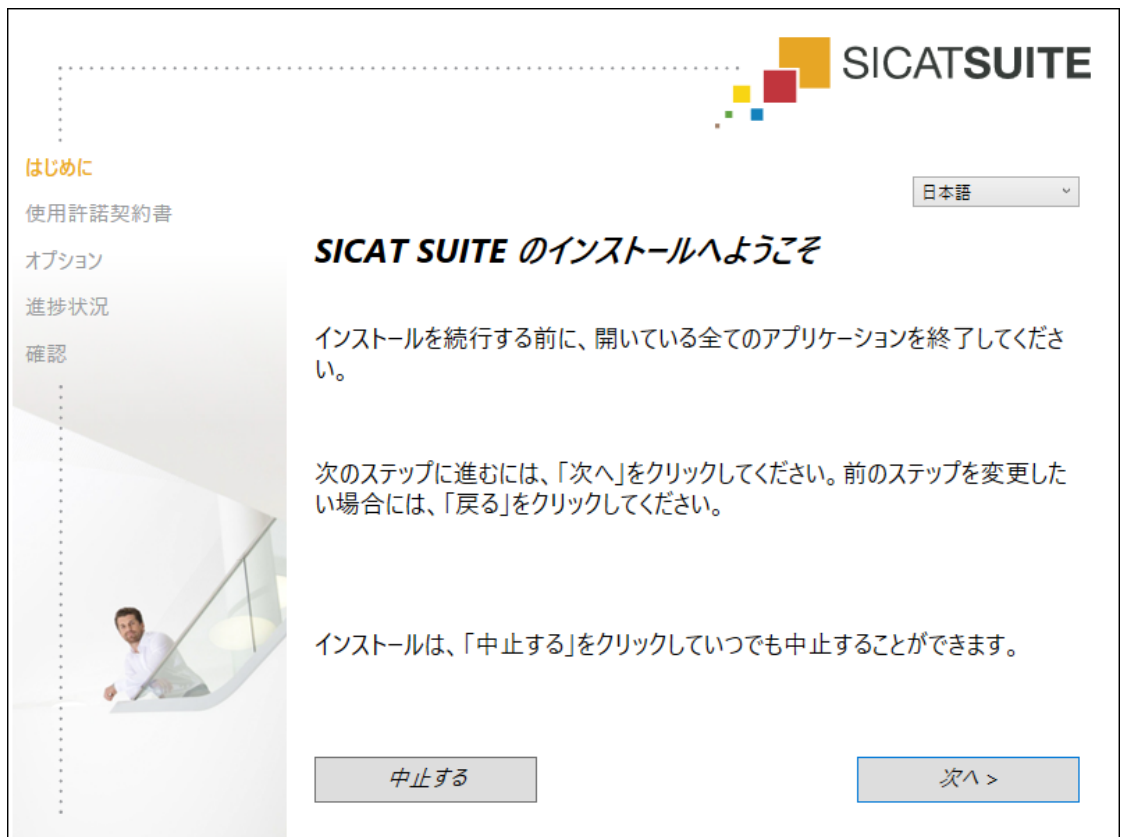 SICATSUITE
はじめに
使用許諾契約書
オプション
進捗状況
確認
日本語
SICAT SUITE のインストールへようこそ
インストールを続行する前に、開いている全てのアプリケーションを終了してくださ
い。
次のステップに進むには、「次へ」をクリックしてください。前のステップを変更した
い場合には、「戻る」をクリックしてください。
インストールは、「中止する」をクリックしていつでも中止することができます。
中止する
次へ >